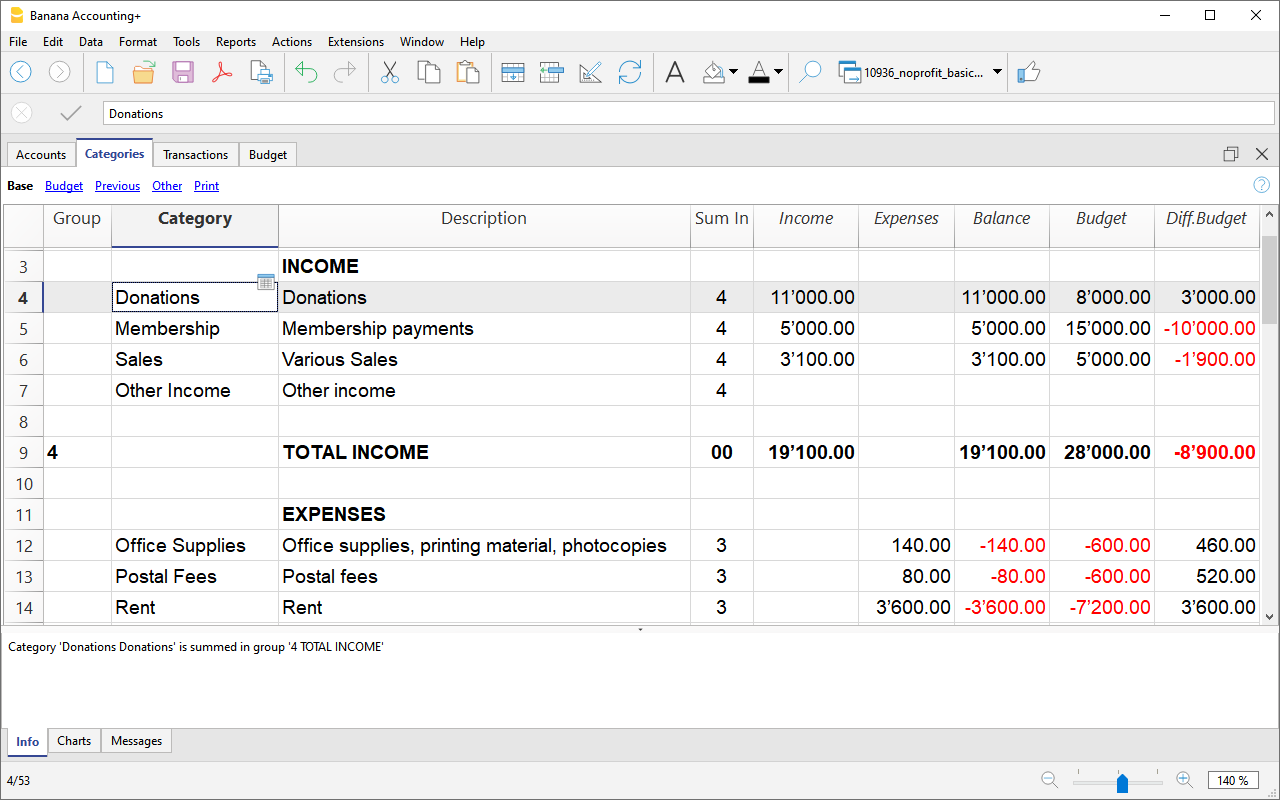 Banana Accounting+
File Edit Data Format Tools Reports Actions Extensions Window Help
10936_noprofit_basic...
Donations
Accounts Categories Transactions Budget
Base Budget Previous Other Print
Group Category Description Sum In Income Expenses Balance Budget Diff.Budget
3 INCOME
4 Donations Donations 4 11’000.00 11’000.00 8’000.00 3’000.00
5 Membership Membership payments 4 5’000.00 5’000.00 15’000.00 -10’000.00
6 Sales Various Sales 4 3’100.00 3’100.00 5’000.00 -1’900.00
7 Other Income Other income 4
8
9 4 TOTAL INCOME 00 19’100.00 19’100.00 28’000.00 -8’900.00
10
11 EXPENSES
12 Office Supplies Office supplies, printing material, photocopies 3 140.00 -140.00 -600.00 460.00
13 Postal Fees Postal fees 3 80.00 -80.00 -600.00 520.00
14 Rent Rent 3 3’600.00 -3’600.00 -7’200.00 3’600.00
Category 'Donations Donations' is summed in group '4 TOTAL INCOME'
Info Charts Messages
4/53 140 %